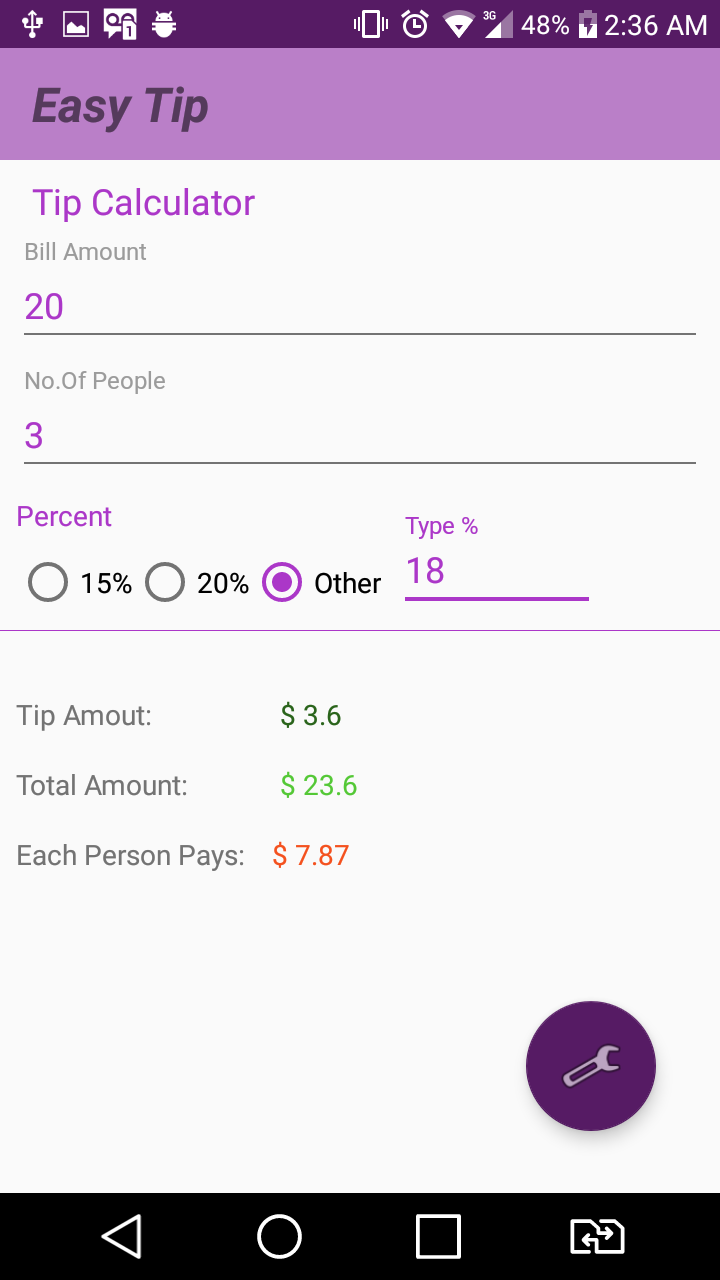 3G 48% 2:36 AM
Easy Tip
Tip Calculator
Bill Amount
20
No.Of People
3
Percent
Type %
15% 20% Other 18
Tip Amout: $ 3.6
Total Amount: $ 23.6
Each Person Pays: $ 7.87